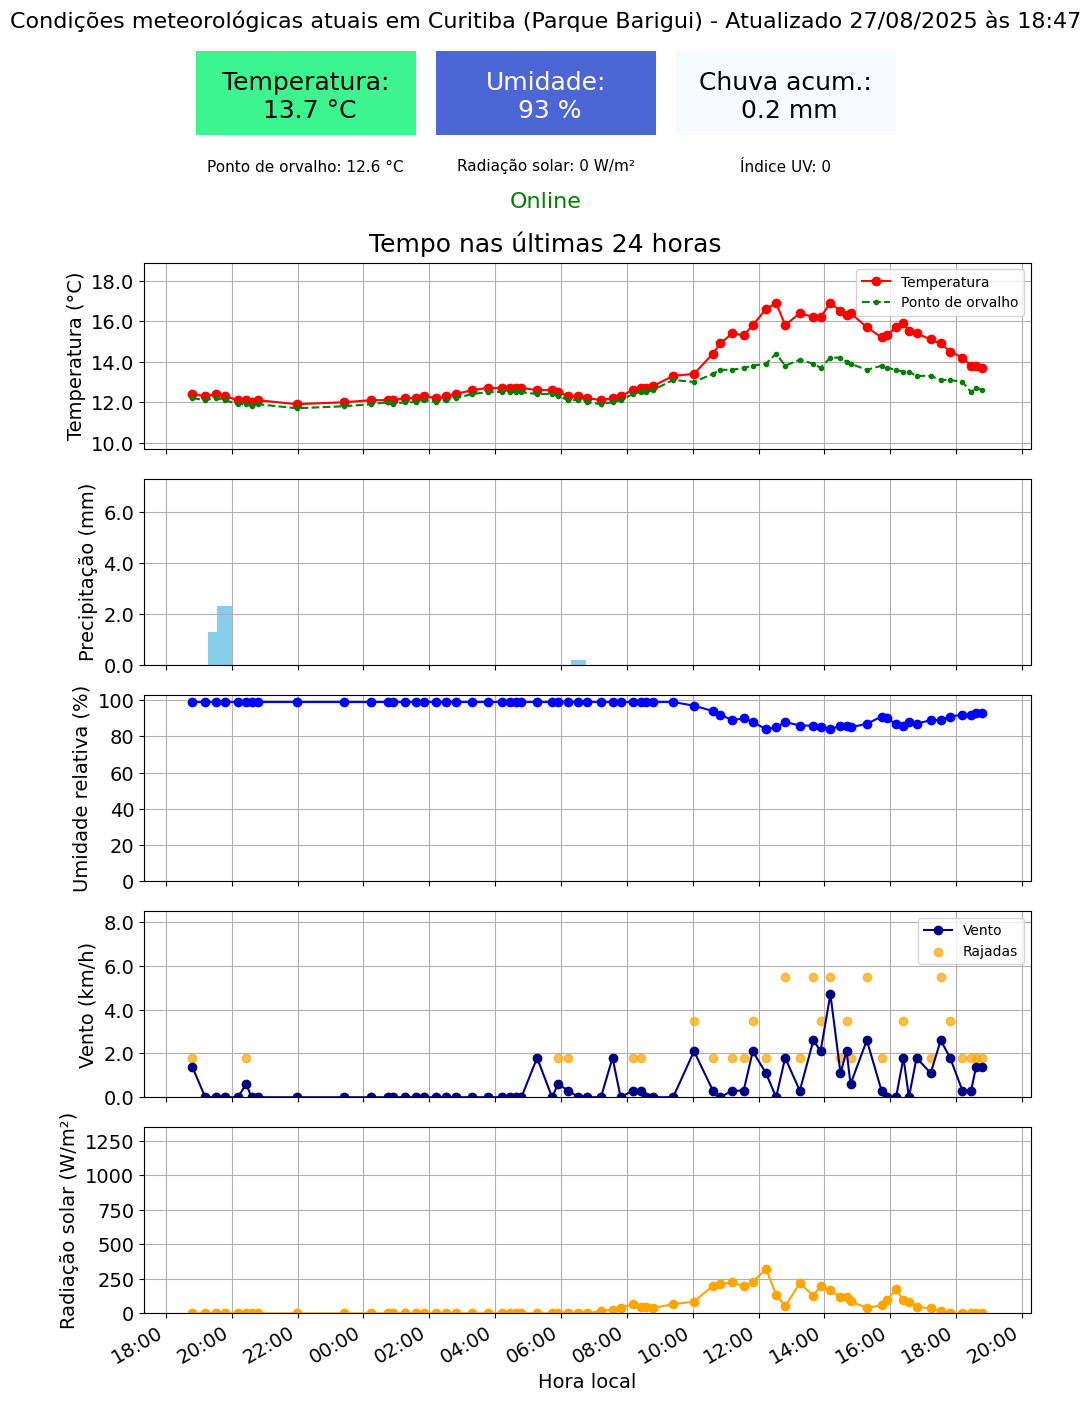 Condições meteorológicas atuais em Curitiba (Parque Barigui) - Atualizado 27/08/2025 às 18:47
Temperatura:
13.7 °C
Umidade:
93 %
Chuva acum.:
0.2 mm
Ponto de orvalho: 12.6 °C
Radiação solar: 0 W/m²
Índice UV: 0
Online
Tempo nas últimas 24 horas
Temperatura (°C)
18.0
16.0
14.0
12.0
10.0
Temperatura
Ponto de orvalho
Precipitação (mm)
6.0
4.0
2.0
0.0
Umidade relativa (%)
100
80
60
40
20
0
Vento (km/h)
8.0
6.0
4.0
2.0
0.0
Vento
Rajadas
Radiação solar (W/m²)
1250
1000
750
500
250
0
18:00
20:00
22:00
00:00
02:00
04:00
06:00
08:00
10:00
12:00
14:00
16:00
18:00
20:00
Hora local